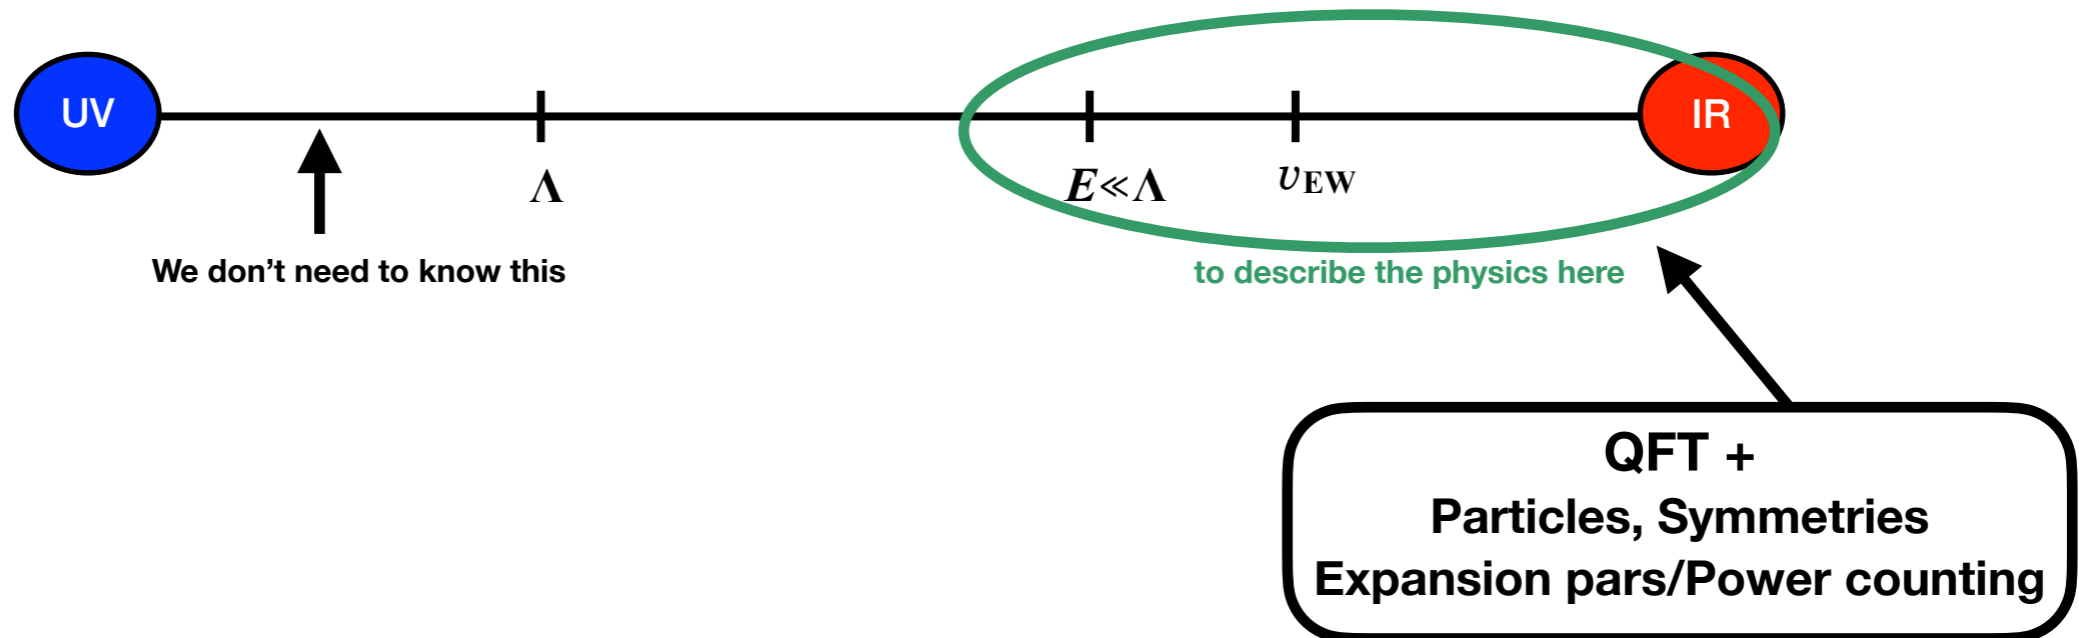 UV
IR
Λ
E≪Λ
vEW
We don't need to know this
to describe the physics here
QFT +
Particles, Symmetries
Expansion pars/Power counting